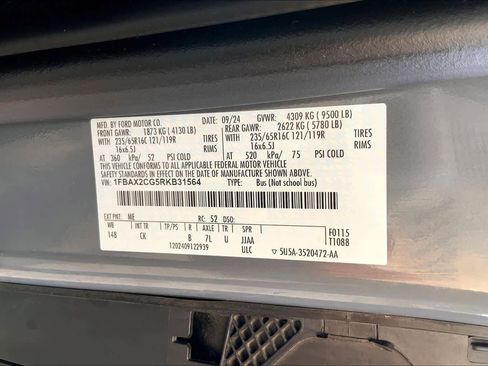 MFD. BY FORD MOTOR CO. DATE: 09/24 GVWR: 4309 KG ( 9500 LB)
FRONT GAWR: 1873 KG ( 4130 LB) REAR GAWR: 2622 KG ( 5780 LB)
WITH 235/65R16C 121/119R TIRES WITH 235/65R16C 121/119R TIRES
16x6.5J RIMS 16x6.5J RIMS
AT 360 kPa/ 52 PSI COLD AT 520 kPa/ 75 PSI COLD
THIS VEHICLE CONFORMS TO ALL APPLICABLE FEDERAL MOTOR VEHICLE
SAFETY STANDARDS IN EFFECT ON THE DATE OF MANUFACTURE SHOWN ABOVE.
VIN: 1FBAX2CG5RKB31564 TYPE: Bus (Not school bus)
EXT PNT: ME RC: 52 DSO:
WB INT TR TP/PS R AXLE TR SPR F0115
148 CK B 7L U JJAA T1088
1202409122939 ULC ▽ 5U5A-3520472-AA